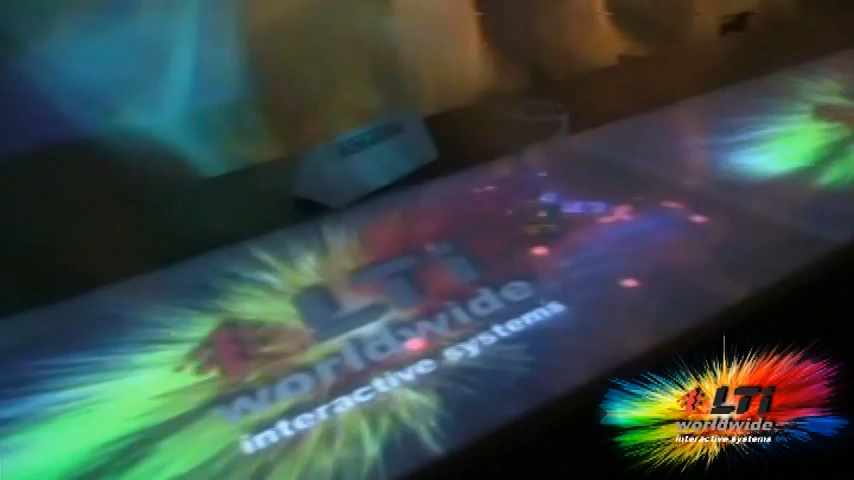 LTi
worldwide
interactive systems
LTi
worldwide
interactive systems